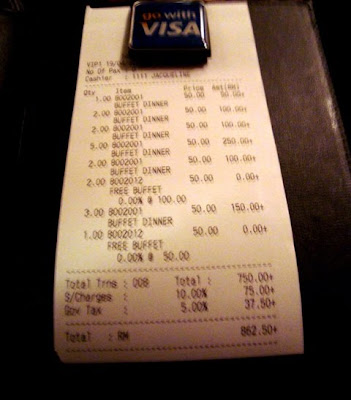 go with
VISA
VIP1 19/0
No Of Pax
Cashier : 1111 JACQUELINE
Qty Item Price Amt(RM)
1.00 8002001 50.00 50.00+
BUFFET DINNER
2.00 8002001 50.00 100.00+
BUFFET DINNER
2.00 8002001 50.00 100.00+
BUFFET DINNER
5.00 8002001 50.00 250.00+
BUFFET DINNER
2.00 8002001 50.00 100.00+
BUFFET DINNER
2.00 8002012 50.00 0.00+
FREE BUFFET
0.00% @ 100.00
3.00 8002001 50.00 150.00+
BUFFET DINNER
1.00 8002012 50.00 0.00+
FREE BUFFET
0.00% @ 50.00
Total Trns : 008 Total : 750.00+
S/Charges : 10.00% 75.00+
Gov Tax : 5.00% 37.50+
Total : RM 862.50+